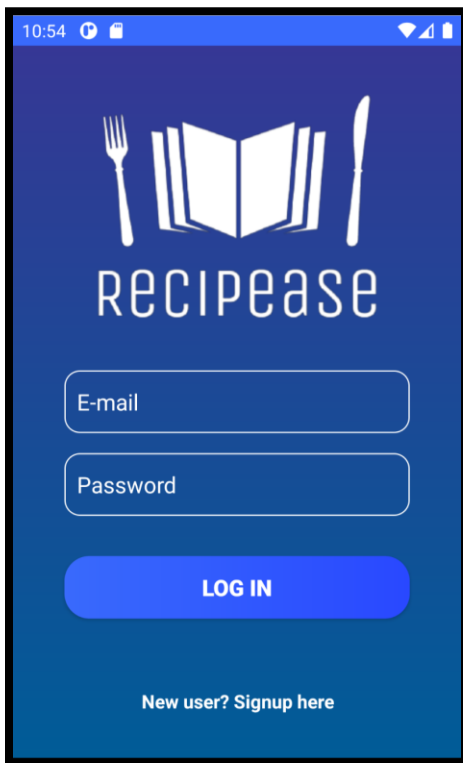 10:54
RECIPEASE
E-mail
Password
LOG IN
New user? Signup here